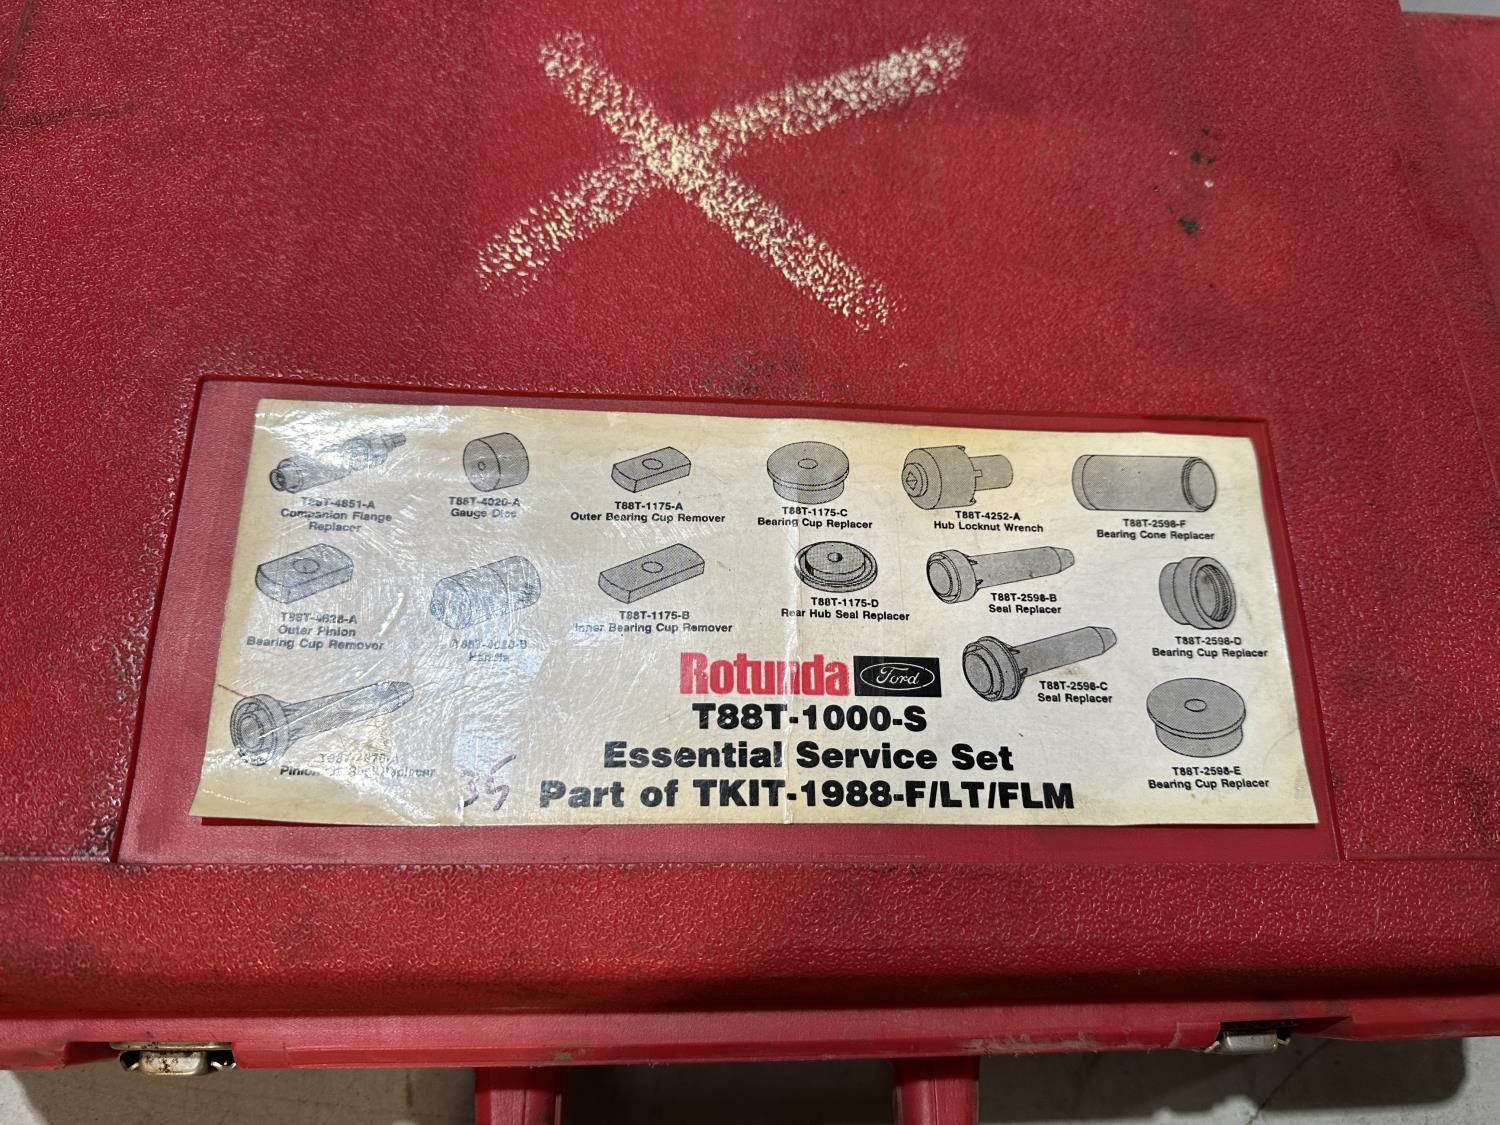 T88T-4851-A
Companion Flange
Replacer
T88T-4020-A
Gauge Disc
T88T-1175-A
Outer Bearing Cup Remover
T88T-1175-C
Bearing Cup Replacer
T88T-4252-A
Hub Locknut Wrench
T88T-2598-F
Bearing Cone Replacer
T88T-4628-A
Outer Pinion
Bearing Cup Remover
T88T-4020-B
Handle
T88T-1175-B
Inner Bearing Cup Remover
T88T-1175-D
Rear Hub Seal Replacer
T88T-2598-B
Seal Replacer
T88T-2598-D
Bearing Cup Replacer
Pinion Replacer
T88T-2598-C
Seal Replacer
T88T-2598-E
Bearing Cup Replacer
Rotunda Ford
T88T-1000-S
Essential Service Set
Part of TKIT-1988-F/LT/FLM
35